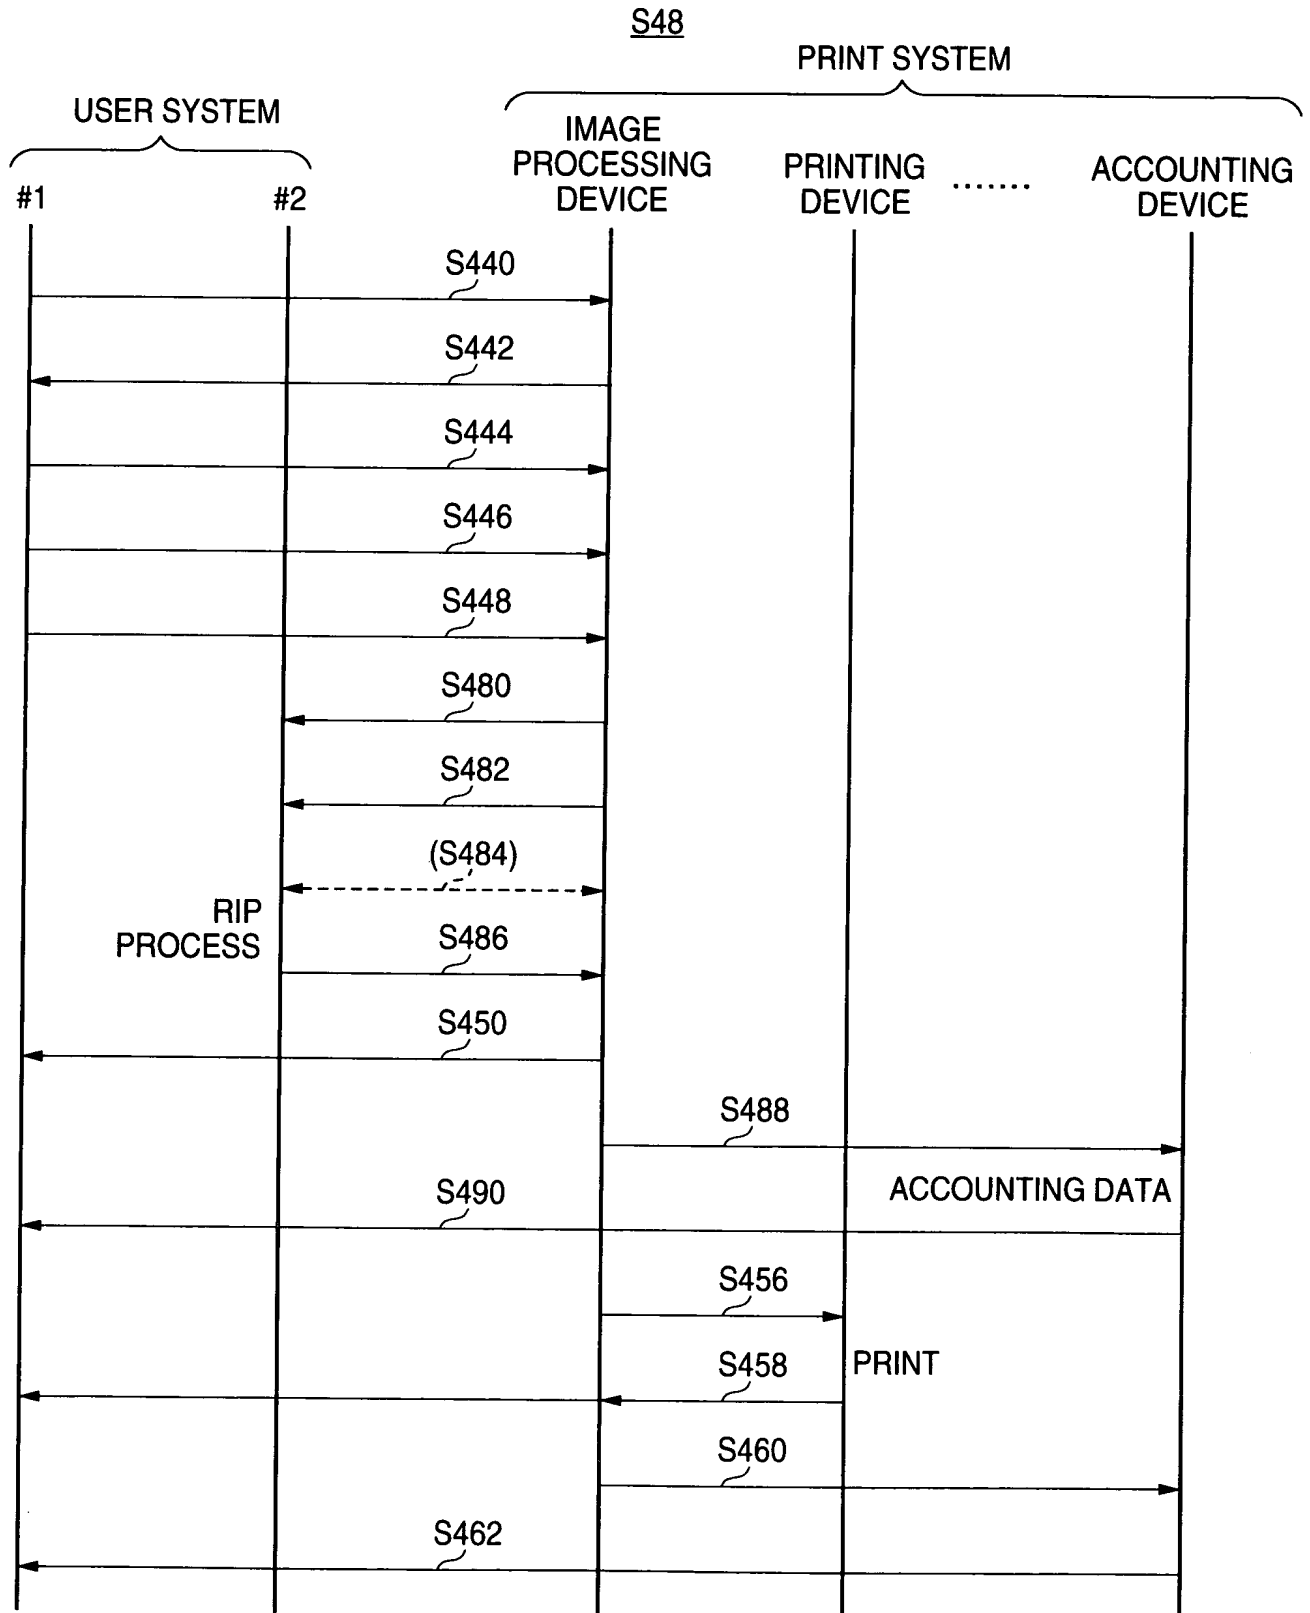 S48
PRINT SYSTEM
USER SYSTEM
IMAGE
PROCESSING
DEVICE
PRINTING
DEVICE
.......
ACCOUNTING
DEVICE
#1
#2
S440
S442
S444
S446
S448
S480
S482
(S484)
RIP
PROCESS
S486
S450
S488
ACCOUNTING DATA
S490
S456
PRINT
S458
S460
S462